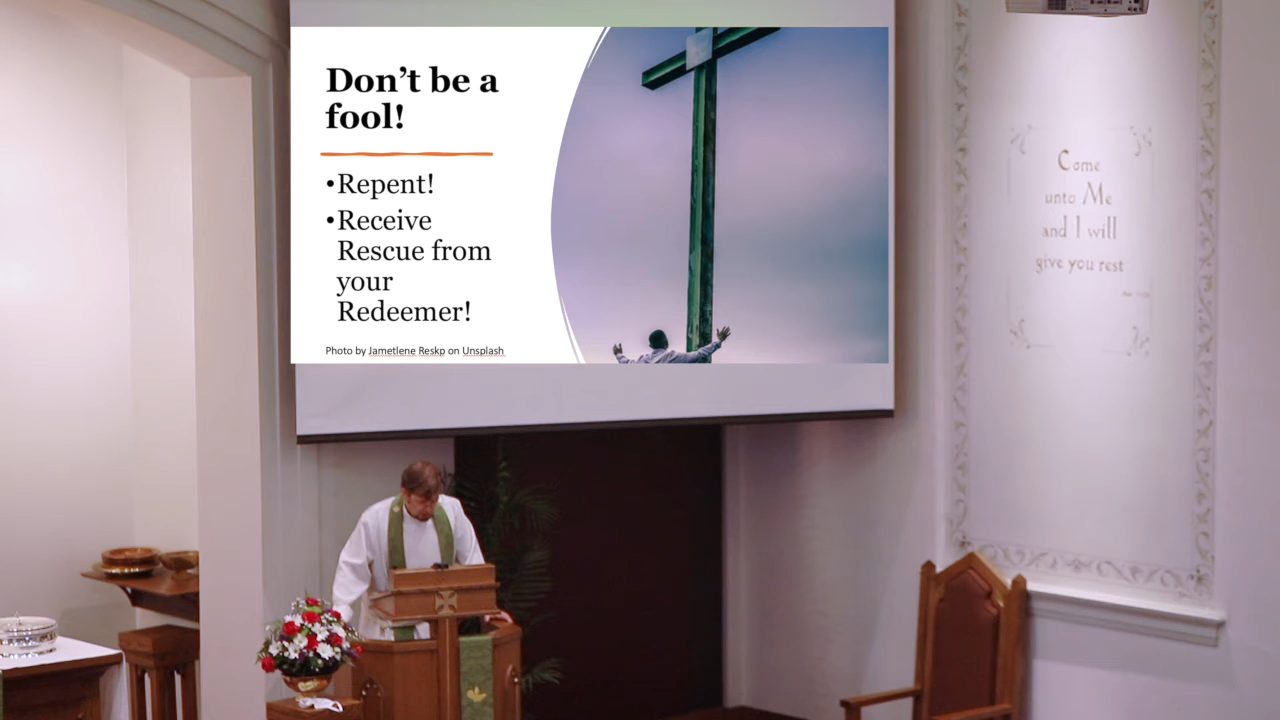 Don’t be a
fool!
•Repent!
•Receive
Rescue from
your
Redeemer!
Photo by Jametlene Reskp on Unsplash
Come
unto Me
and I will
give you rest